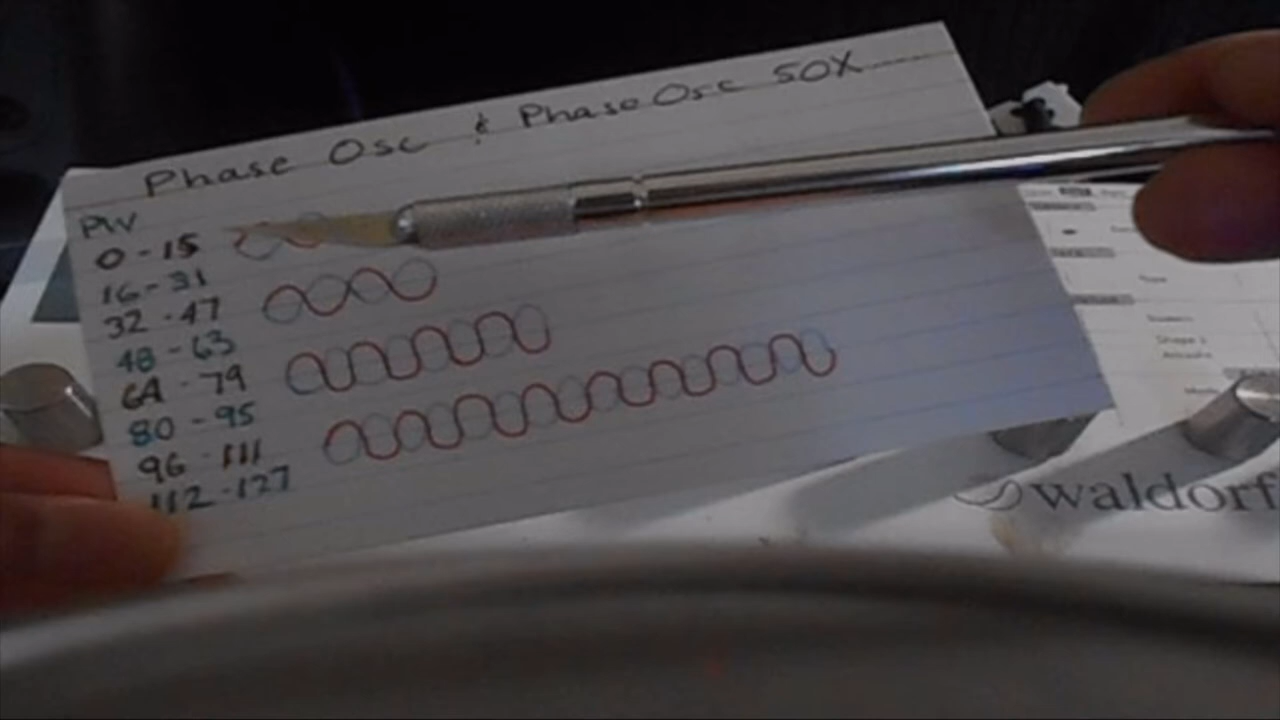 Phase Osc & Phase Osc 50X
PW
0-15
16-31
32-47
48-63
64-79
80-95
96-111
112-127
waldorf